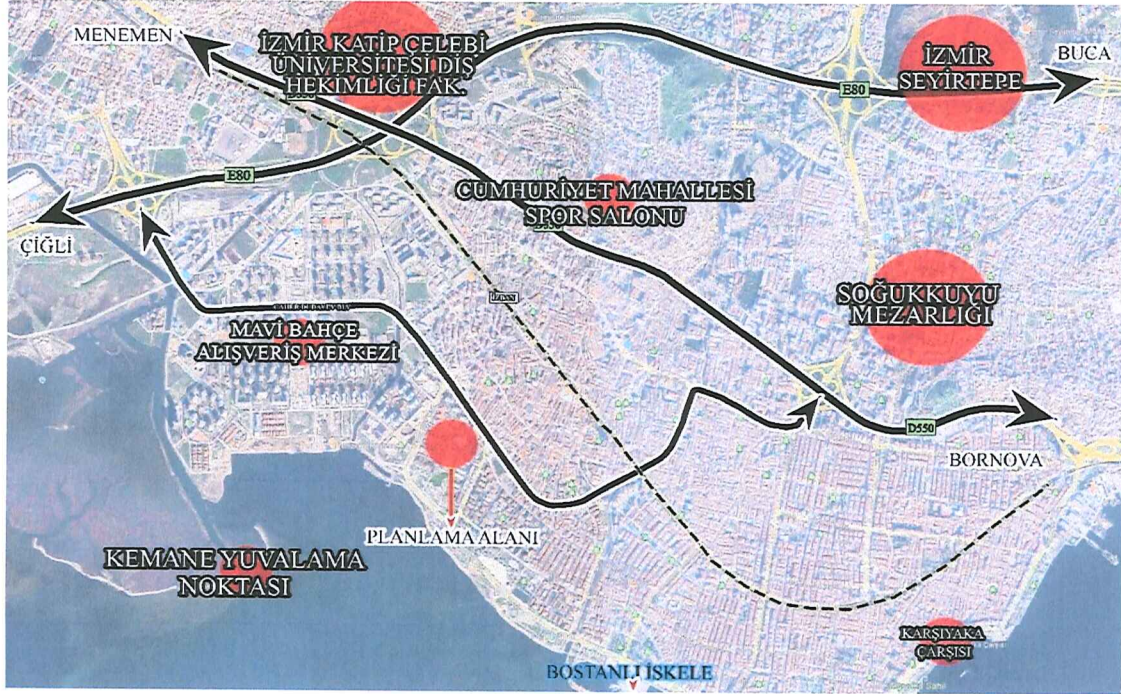 MENEMEN
İZMİR KATİP ÇELEBİ
ÜNİVERSİTESİ DİŞ
HEKİMLİĞİ FAK.
İZMİR
SEYİRTEPE
BUCA
E80
E80
ÇİĞLİ
CUMHURİYET MAHALLESİ
SPOR SALONU
İZBAN
SOĞUKKUYU
MEZARLIĞI
MAVİ BAHÇE
ALIŞVERİŞ MERKEZİ
D550
BORNOVA
PLANLAMA ALANI
KEMANE YUVALAMA
NOKTASI
KARŞIYAKA
ÇARŞISI
BOSTANLI İSKELE